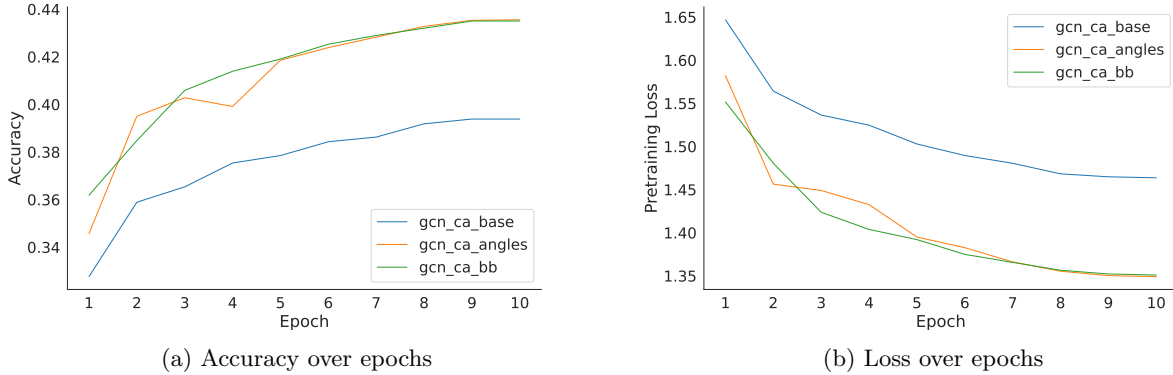 0.44
0.42
0.40
0.38
0.36
0.34
Accuracy
gcn_ca_base
gcn_ca_angles
gcn_ca_bb
1 2 3 4 5 6 7 8 9 10
Epoch
(a) Accuracy over epochs
1.65
1.60
1.55
1.50
1.45
1.40
1.35
Pretraining Loss
gcn_ca_base
gcn_ca_angles
gcn_ca_bb
1 2 3 4 5 6 7 8 9 10
Epoch
(b) Loss over epochs